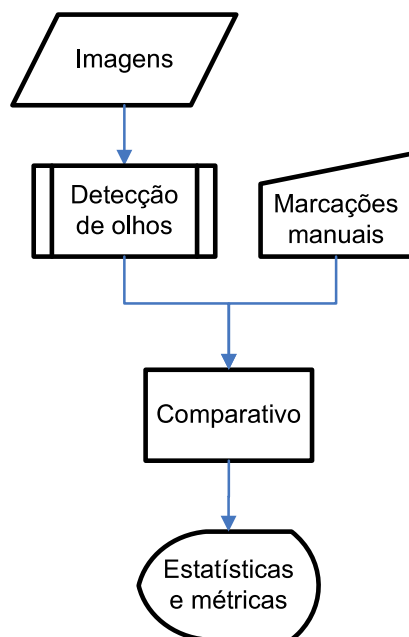 Imagens
Detecção
de olhos
Marcações
manuais
Comparativo
Estatísticas
e métricas